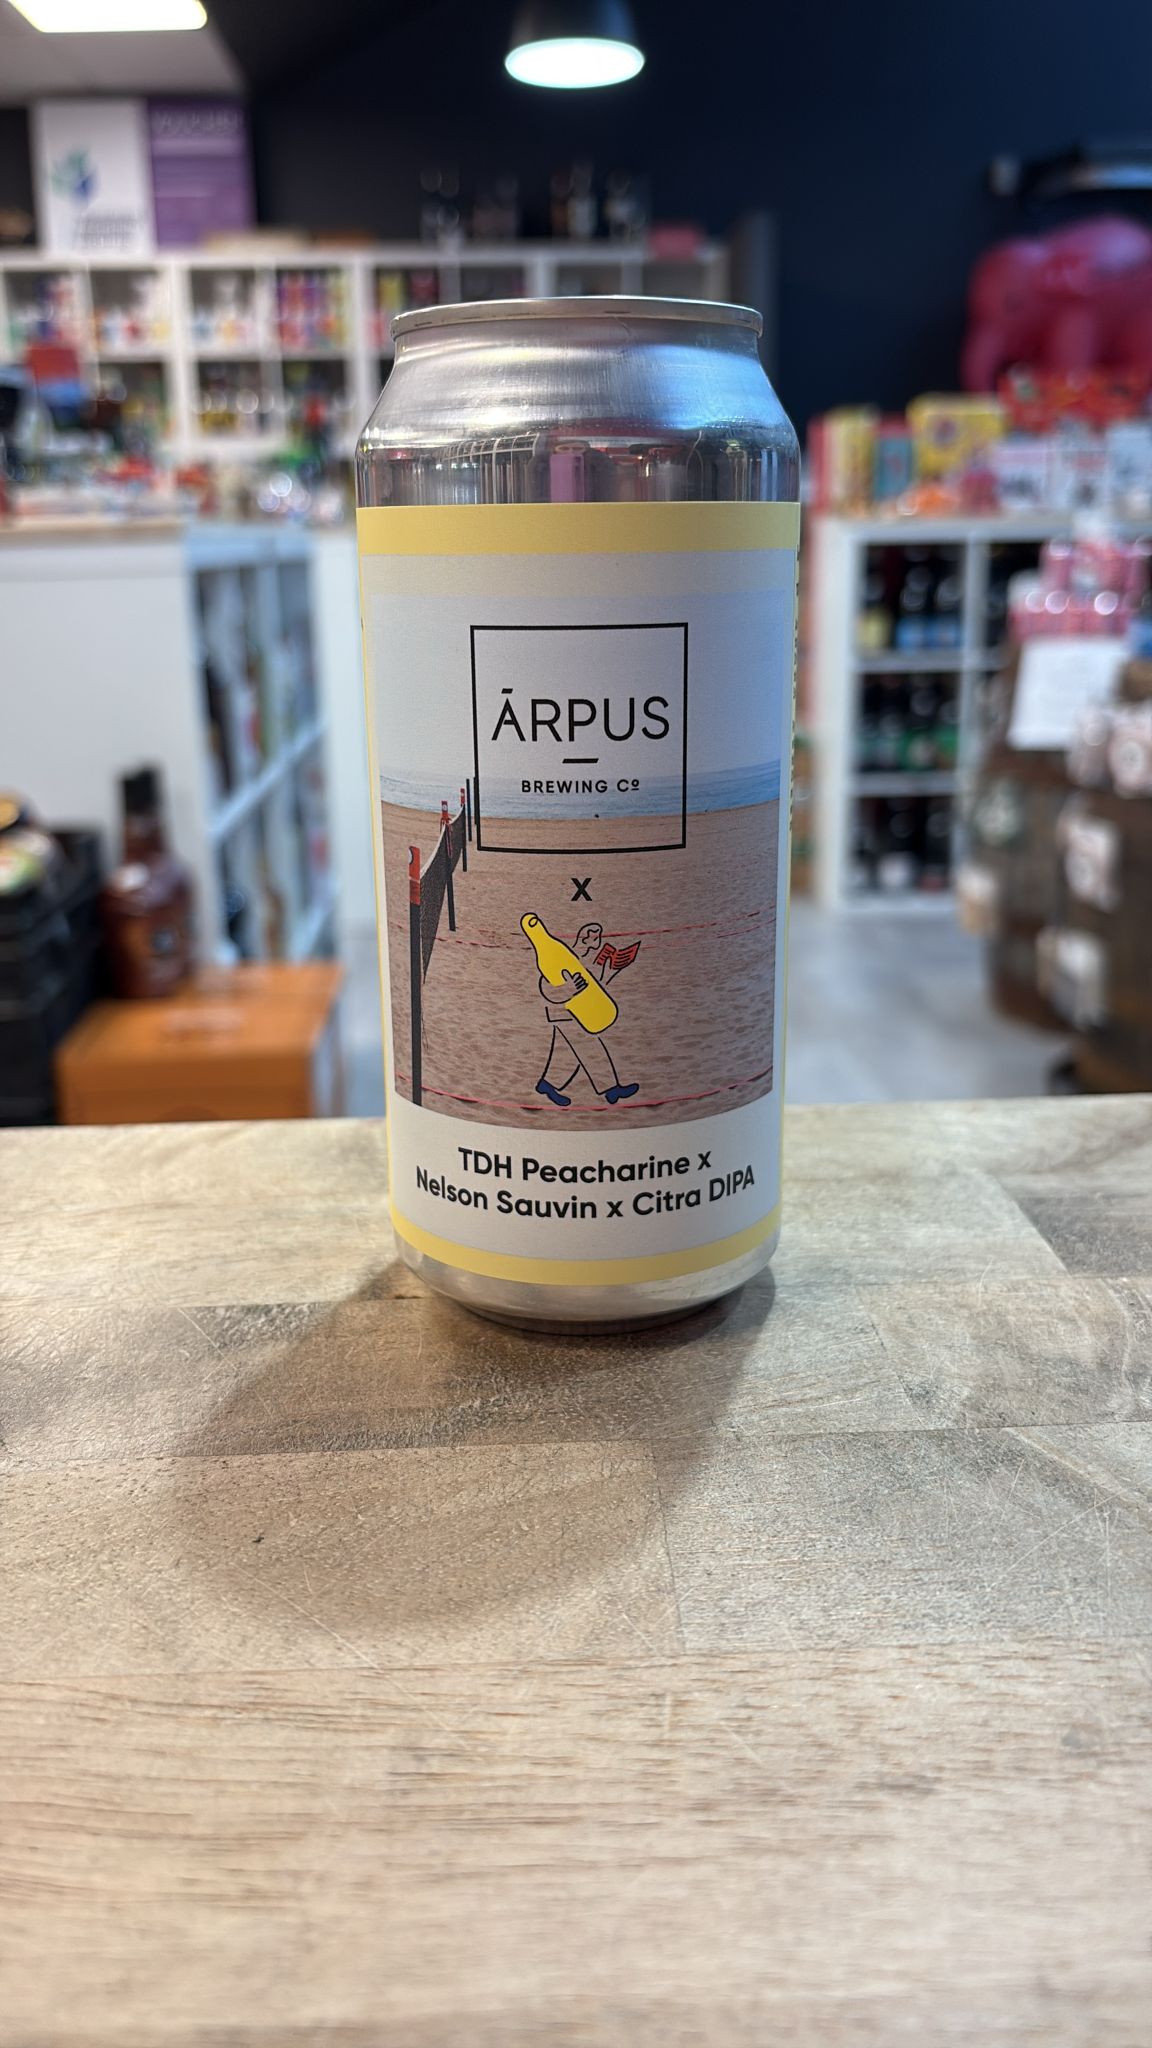 ĀRPUS
BREWING Cº
X
TDH Peacharine x
Nelson Sauvin x Citra DIPA